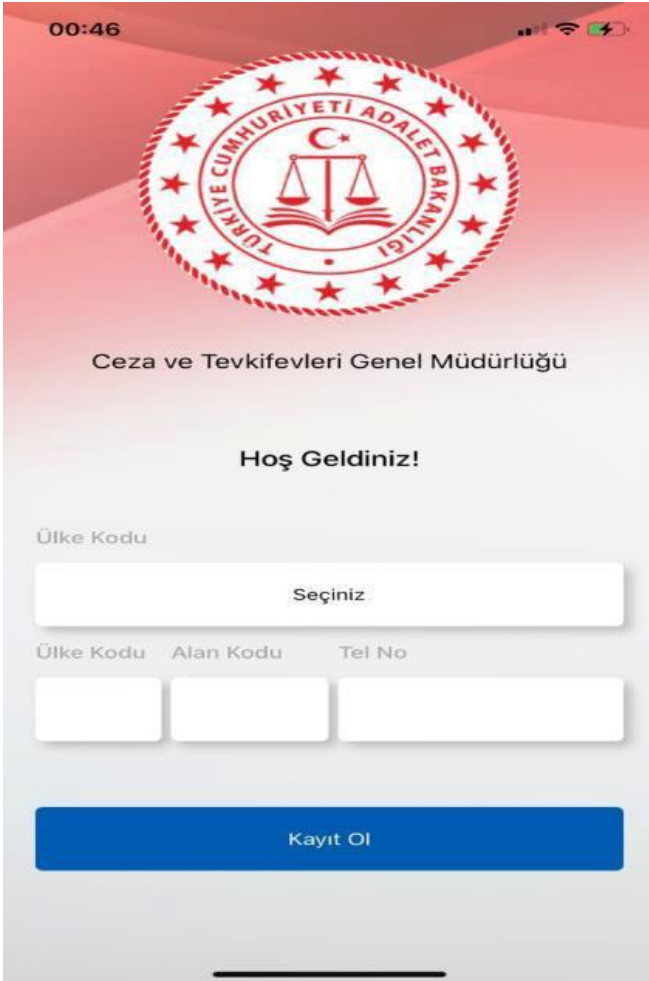 00:46
TÜRKİYE CUMHURİYETİ ADALET BAKANLIĞI
Ceza ve Tevkifevleri Genel Müdürlüğü
Hoş Geldiniz!
Ülke Kodu
Seçiniz
Ülke Kodu Alan Kodu Tel No
Kayıt Ol